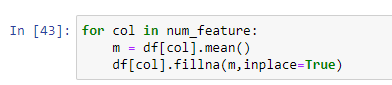 In [43]: for col in num_feature:
    m = df[col].mean()
    df[col].fillna(m,inplace=True)